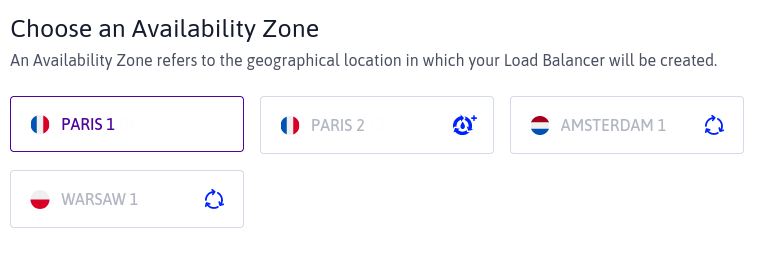 Choose an Availability Zone
An Availability Zone refers to the geographical location in which your Load Balancer will be created.
PARIS 1
PARIS 2
AMSTERDAM 1
WARSAW 1